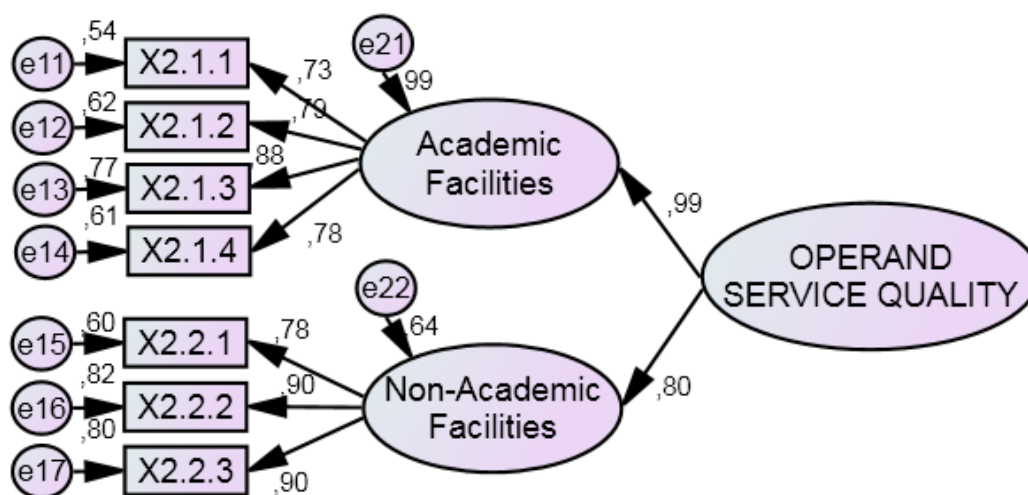 ,54
e11
X2.1.1
,73
,62
e12
X2.1.2
,79
,77
e13
X2.1.3
,88
,61
e14
X2.1.4
,78
e21
,99
Academic
Facilities
,99
OPERAND
SERVICE QUALITY
,60
e15
X2.2.1
,78
,82
e16
X2.2.2
,90
,80
e17
X2.2.3
,90
e22
,64
Non-Academic
Facilities
,80